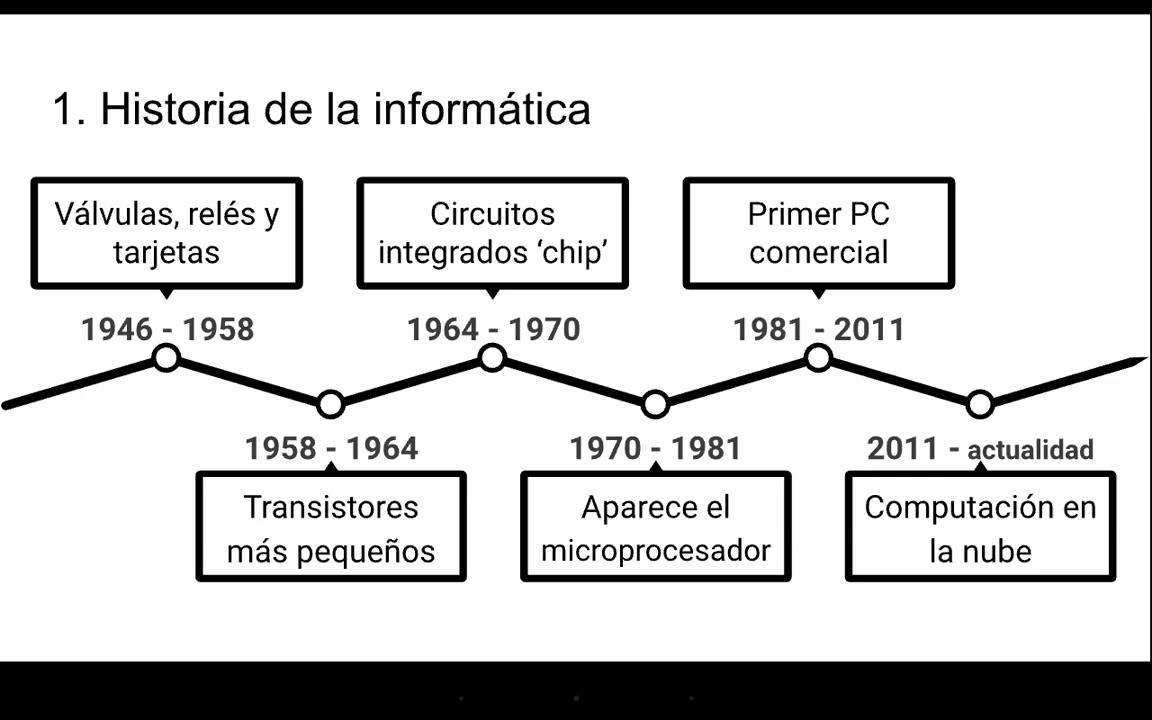 1. Historia de la informática
Válvulas, relés y
tarjetas
1946 - 1958
Transistores
más pequeños
1958 - 1964
Circuitos
integrados ‘chip’
1964 - 1970
Aparece el
microprocesador
1970 - 1981
Primer PC
comercial
1981 - 2011
Computación en
la nube
2011 - actualidad